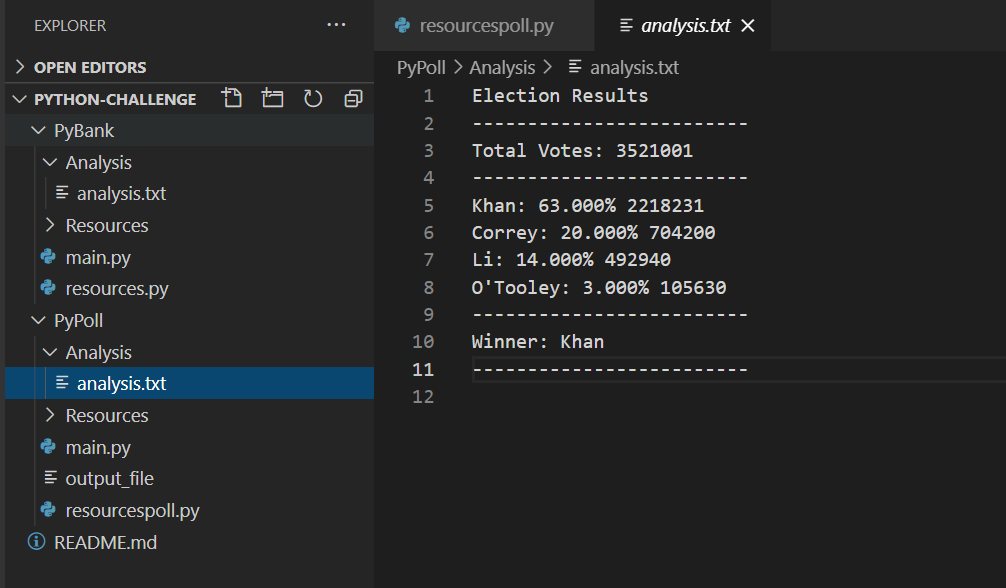 EXPLORER
OPEN EDITORS
PYTHON-CHALLENGE
PyBank
Analysis
analysis.txt
Resources
main.py
resources.py
PyPoll
Analysis
analysis.txt
Resources
main.py
output_file
resourcespoll.py
README.md
resourcespoll.py analysis.txt
PyPoll > Analysis > analysis.txt
1 Election Results
2 -------------------------
3 Total Votes: 3521001
4 -------------------------
5 Khan: 63.000% 2218231
6 Correy: 20.000% 704200
7 Li: 14.000% 492940
8 O'Tooley: 3.000% 105630
9 -------------------------
10 Winner: Khan
11 -------------------------
12